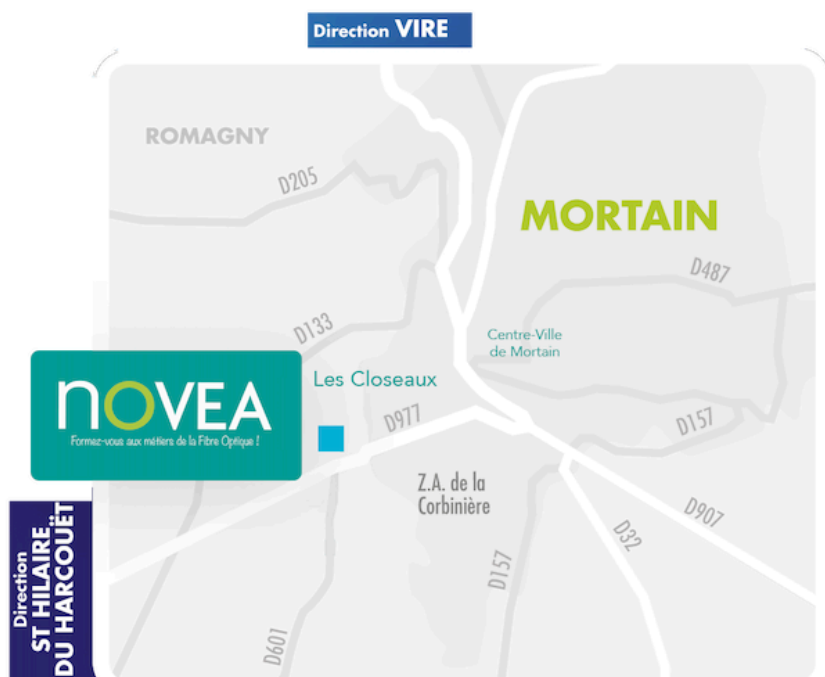 Direction VIRE
ROMAGNY
D205
MORTAIN
D487
D133
Centre-Ville
de Mortain
NOVEA
Formez-vous aux métiers de la Fibre Optique !
Les Closeaux
D977
D157
Z.A. de la
Corbinière
D907
D32
D157
D601
Direction
ST HILAIRE
DU HARCOUËT